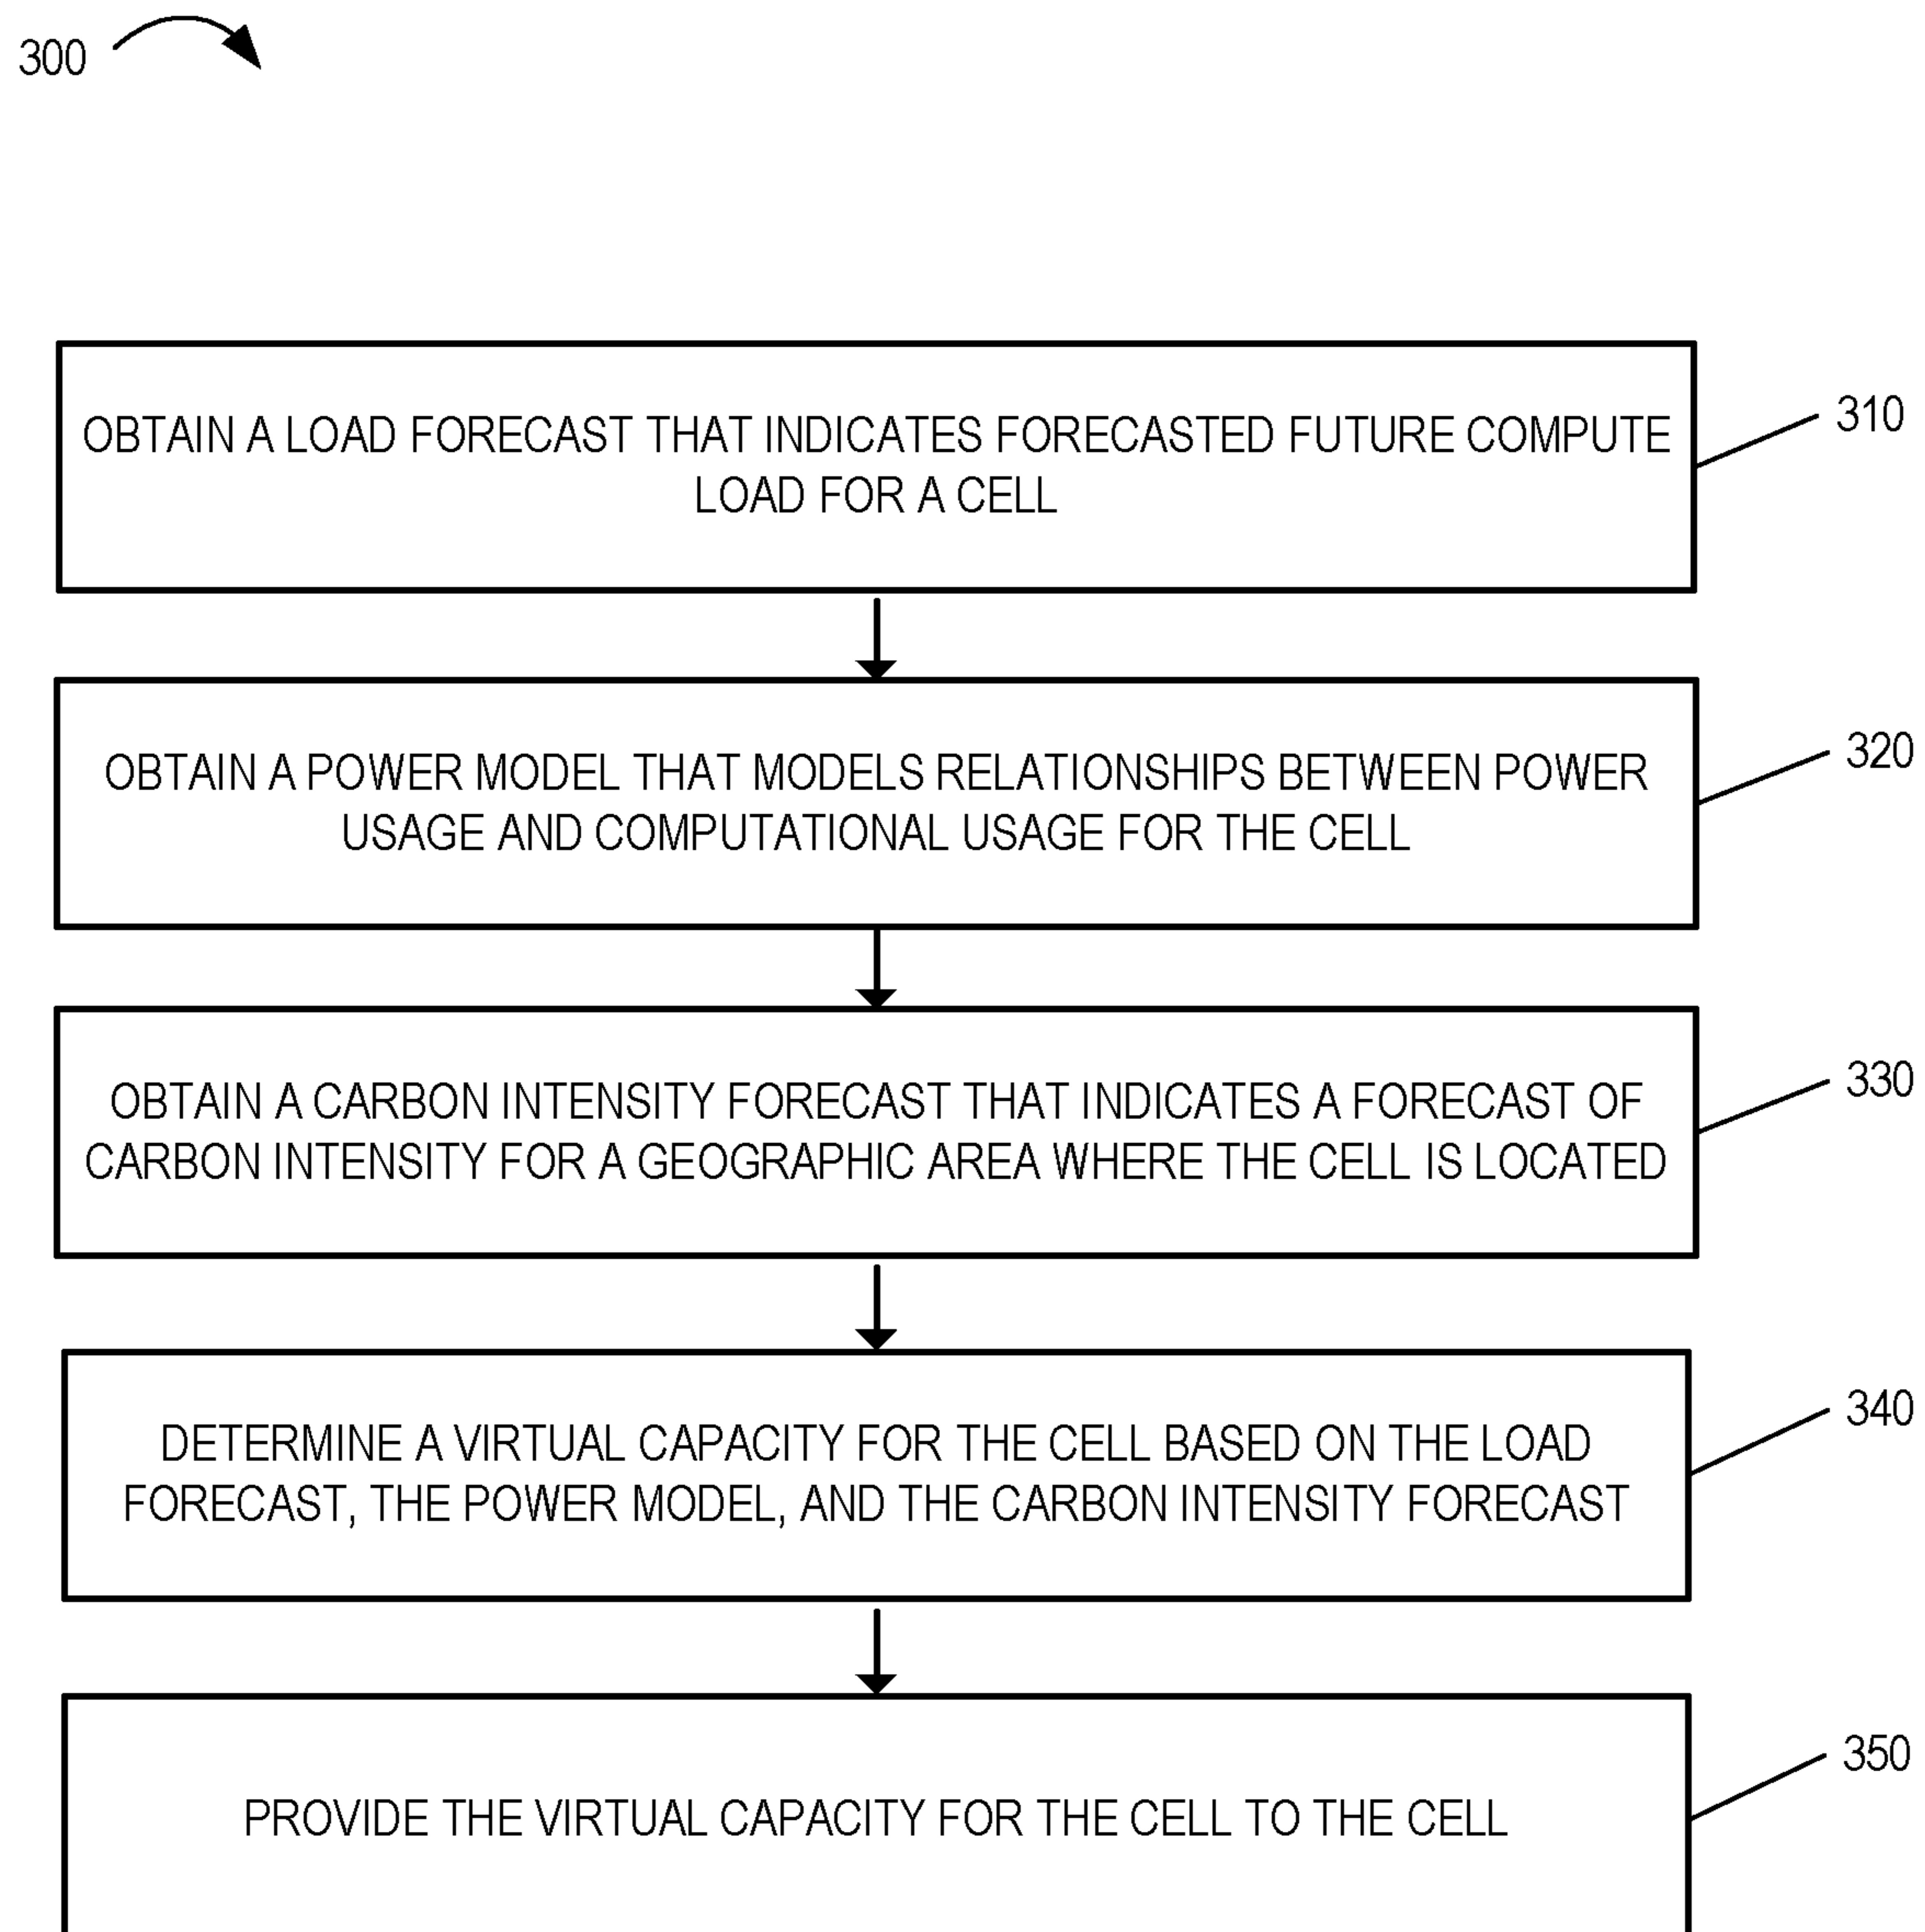 300
OBTAIN A LOAD FORECAST THAT INDICATES FORECASTED FUTURE COMPUTE
LOAD FOR A CELL
310
OBTAIN A POWER MODEL THAT MODELS RELATIONSHIPS BETWEEN POWER
USAGE AND COMPUTATIONAL USAGE FOR THE CELL
320
OBTAIN A CARBON INTENSITY FORECAST THAT INDICATES A FORECAST OF
CARBON INTENSITY FOR A GEOGRAPHIC AREA WHERE THE CELL IS LOCATED
330
DETERMINE A VIRTUAL CAPACITY FOR THE CELL BASED ON THE LOAD
FORECAST, THE POWER MODEL, AND THE CARBON INTENSITY FORECAST
340
PROVIDE THE VIRTUAL CAPACITY FOR THE CELL TO THE CELL
350